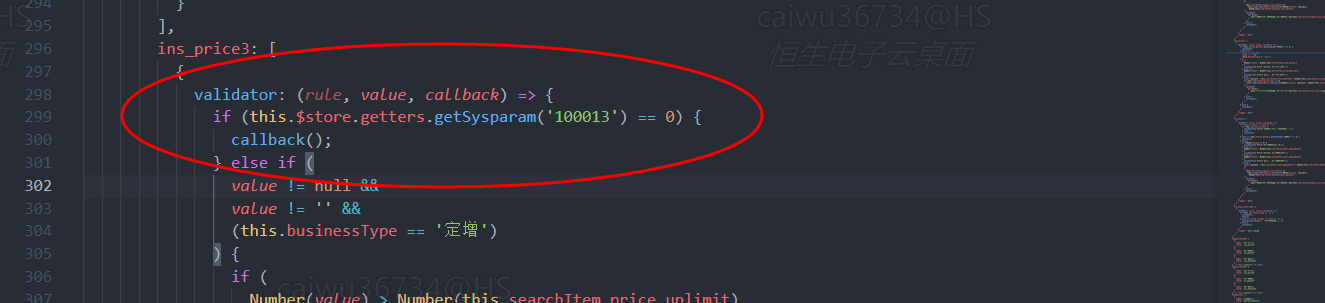 294 }
295 ],
296 ins_price3: [
297 {
298 validator: (rule, value, callback) => {
299 if (this.$store.getters.getSysparam('100013') == 0) {
300 callback();
301 } else if (
302 value != null &&
303 value != '' &&
304 (this.businessType == '定增')
305 ) {
306 if (
307 Number(value) > Number(this.searchItem.price_uplimit)
caiwu36734@HS
恒生电子云桌面
caiwu36734@HS